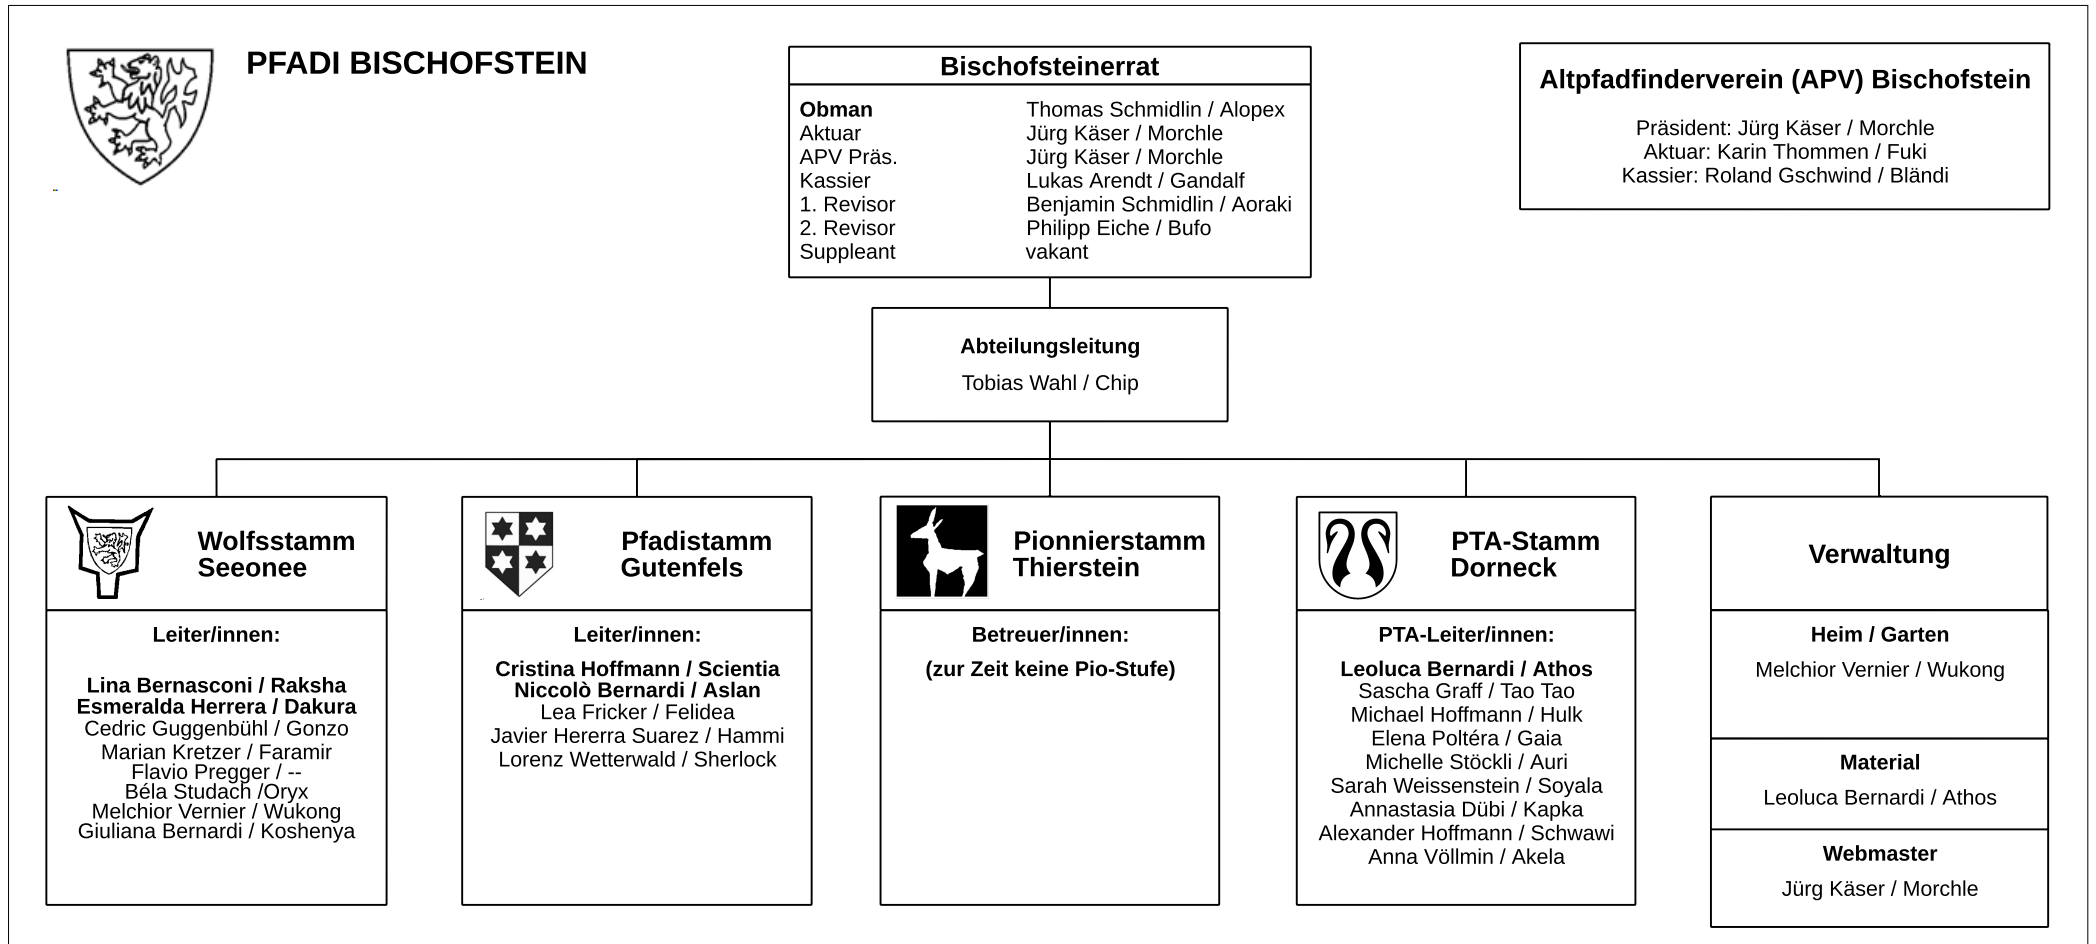 PFADI BISCHOFSTEIN
Bischofsteinerrat
Obman Thomas Schmidlin / Alopex
Aktuar Jürg Käser / Morchle
APV Präs. Jürg Käser / Morchle
Kassier Lukas Arendt / Gandalf
1. Revisor Benjamin Schmidlin / Aoraki
2. Revisor Philipp Eiche / Bufo
Suppleant vakant
Altpfadfinderverein (APV) Bischofstein
Präsident: Jürg Käser / Morchle
Aktuar: Karin Thommen / Fuki
Kassier: Roland Gschwind / Bländi
Abteilungsleitung
Tobias Wahl / Chip
Wolfsstamm
Seeonee
Leiter/innen:
Lina Bernasconi / Raksha
Esmeralda Herrera / Dakura
Cedric Guggenbühl / Gonzo
Marian Kretzer / Faramir
Flavio Pregger / --
Béla Studach /Oryx
Melchior Vernier / Wukong
Giuliana Bernardi / Koshenya
Pfadistamm
Gutenfels
Leiter/innen:
Cristina Hoffmann / Scientia
Niccolò Bernardi / Aslan
Lea Fricker / Felidea
Javier Hererra Suarez / Hammi
Lorenz Wetterwald / Sherlock
Pionnierstamm
Thierstein
Betreuer/innen:
(zur Zeit keine Pio-Stufe)
PTA-Stamm
Dorneck
PTA-Leiter/innen:
Leoluca Bernardi / Athos
Sascha Graff / Tao Tao
Michael Hoffmann / Hulk
Elena Poltéra / Gaia
Michelle Stöckli / Auri
Sarah Weissenstein / Soyala
Annastasia Dübi / Kapka
Alexander Hoffmann / Schwawi
Anna Völlmin / Akela
Verwaltung
Heim / Garten
Melchior Vernier / Wukong
Material
Leoluca Bernardi / Athos
Webmaster
Jürg Käser / Morchle